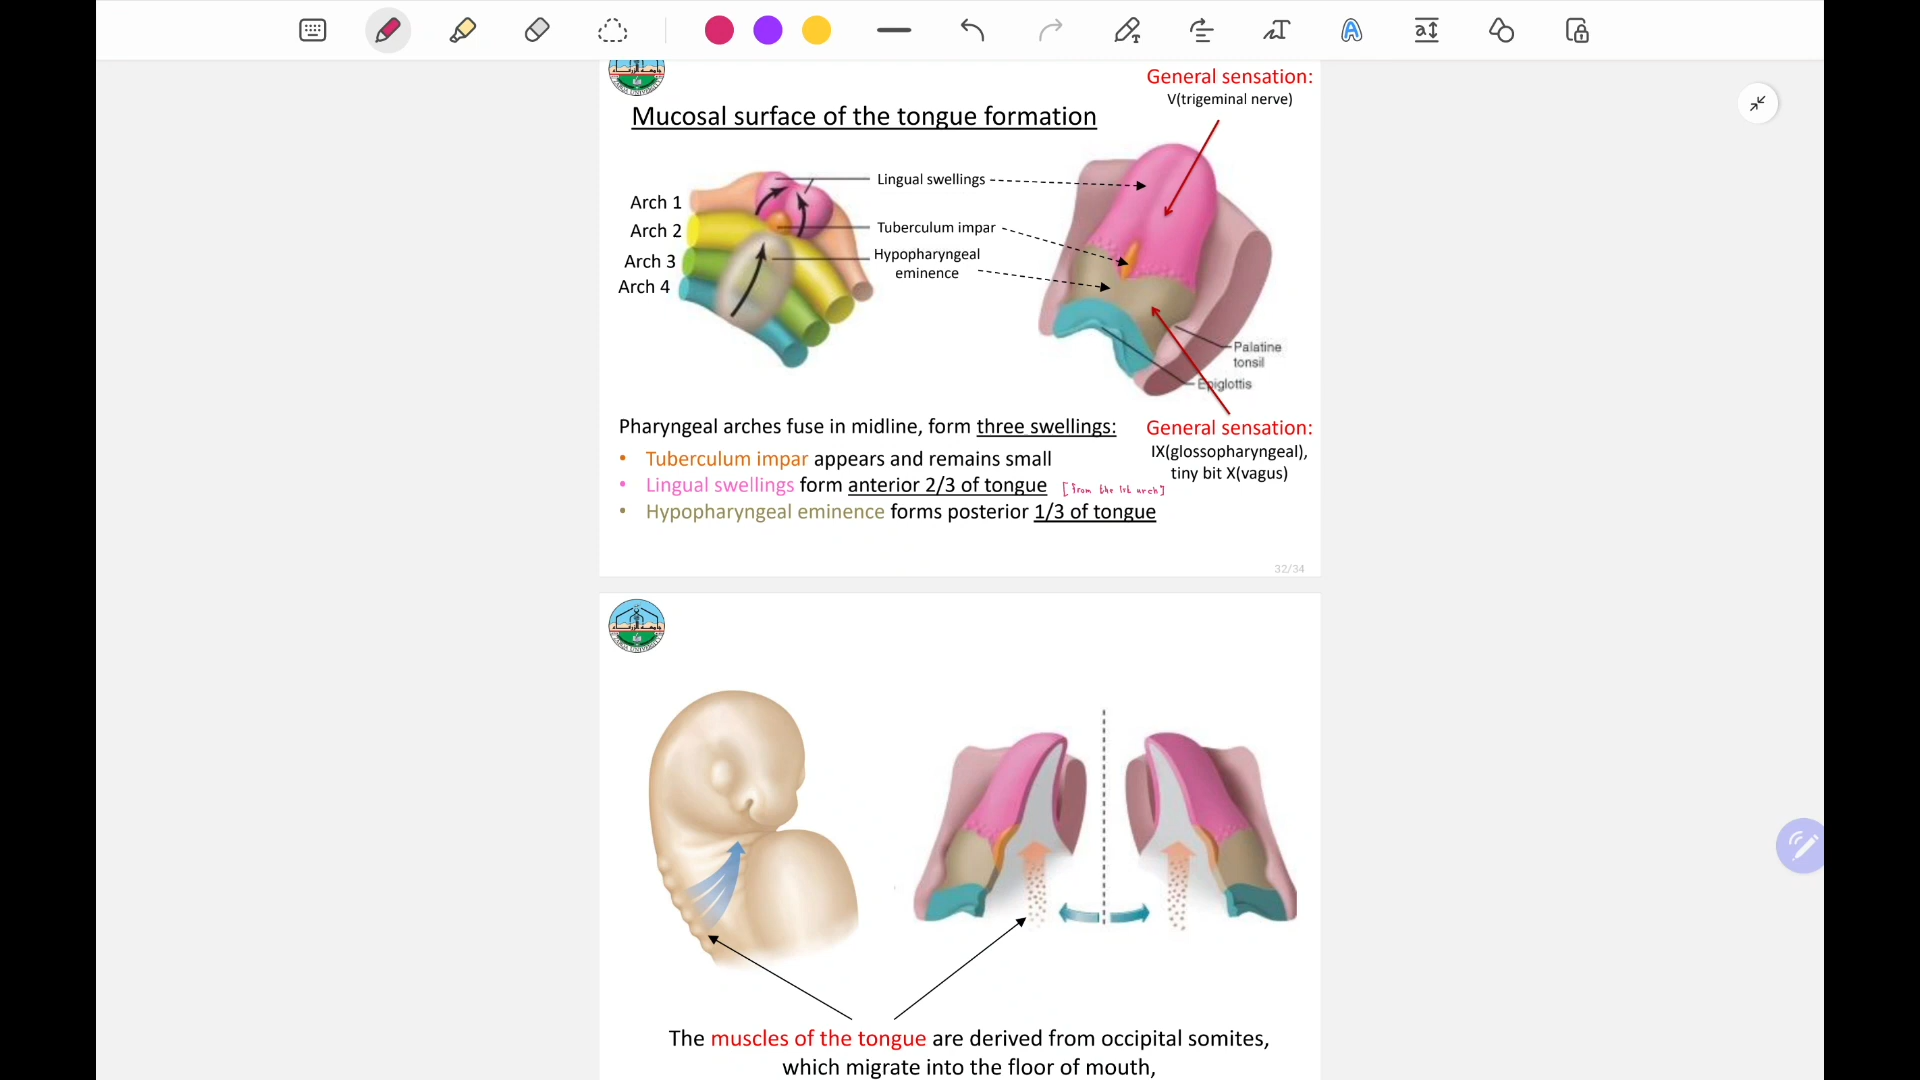 General sensation:
V(trigeminal nerve)
Mucosal surface of the tongue formation
Lingual swellings
Arch 1
Tuberculum impar
Arch 2
Hypopharyngeal
eminence
Arch 3
Arch 4
Palatine
tonsil
Epiglottis
Pharyngeal arches fuse in midline, form three swellings:
General sensation:
IX(glossopharyngeal),
tiny bit X(vagus)
• Tuberculum impar appears and remains small
• Lingual swellings form anterior 2/3 of tongue [from the 1st arch]
• Hypopharyngeal eminence forms posterior 1/3 of tongue
32/34
The muscles of the tongue are derived from occipital somites,
which migrate into the floor of mouth,